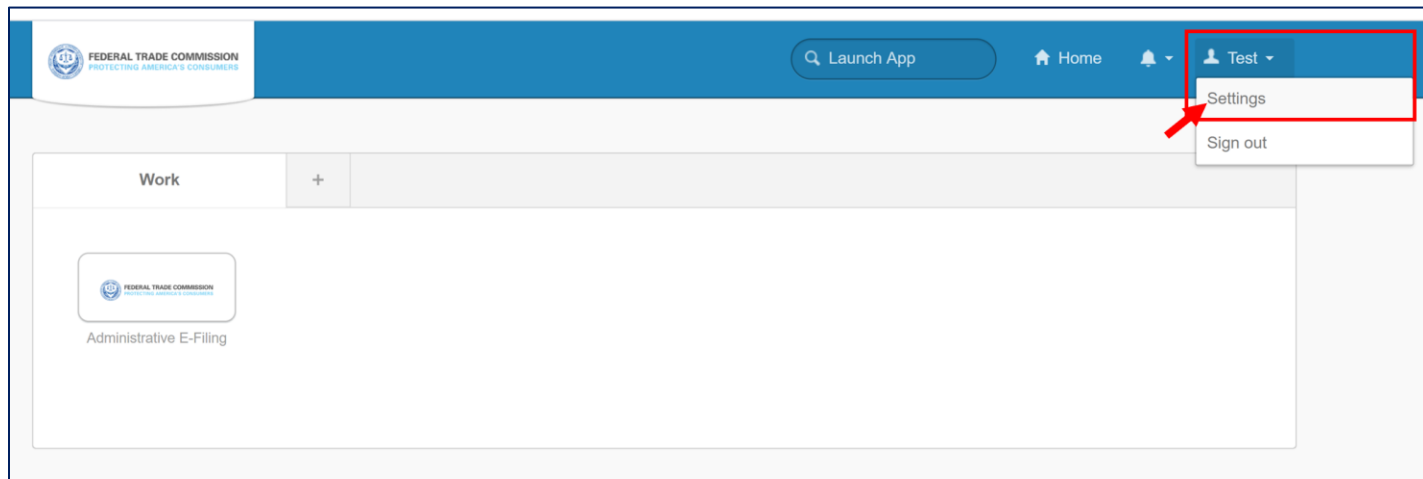 FEDERAL TRADE COMMISSION
PROTECTING AMERICA'S CONSUMERS
Launch App
Home
Test
Settings
Sign out
Work
+
FEDERAL TRADE COMMISSION
PROTECTING AMERICA'S CONSUMERS
Administrative E-Filing